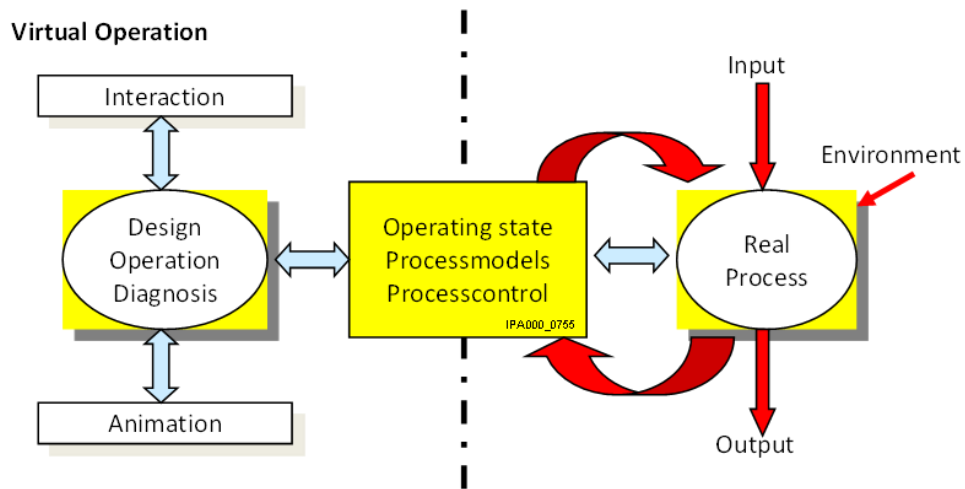 Virtual Operation
Interaction
Design
Operation
Diagnosis
Animation
Operating state
Processmodels
Processcontrol
IPA000_0755
Input
Environment
Real
Process
Output